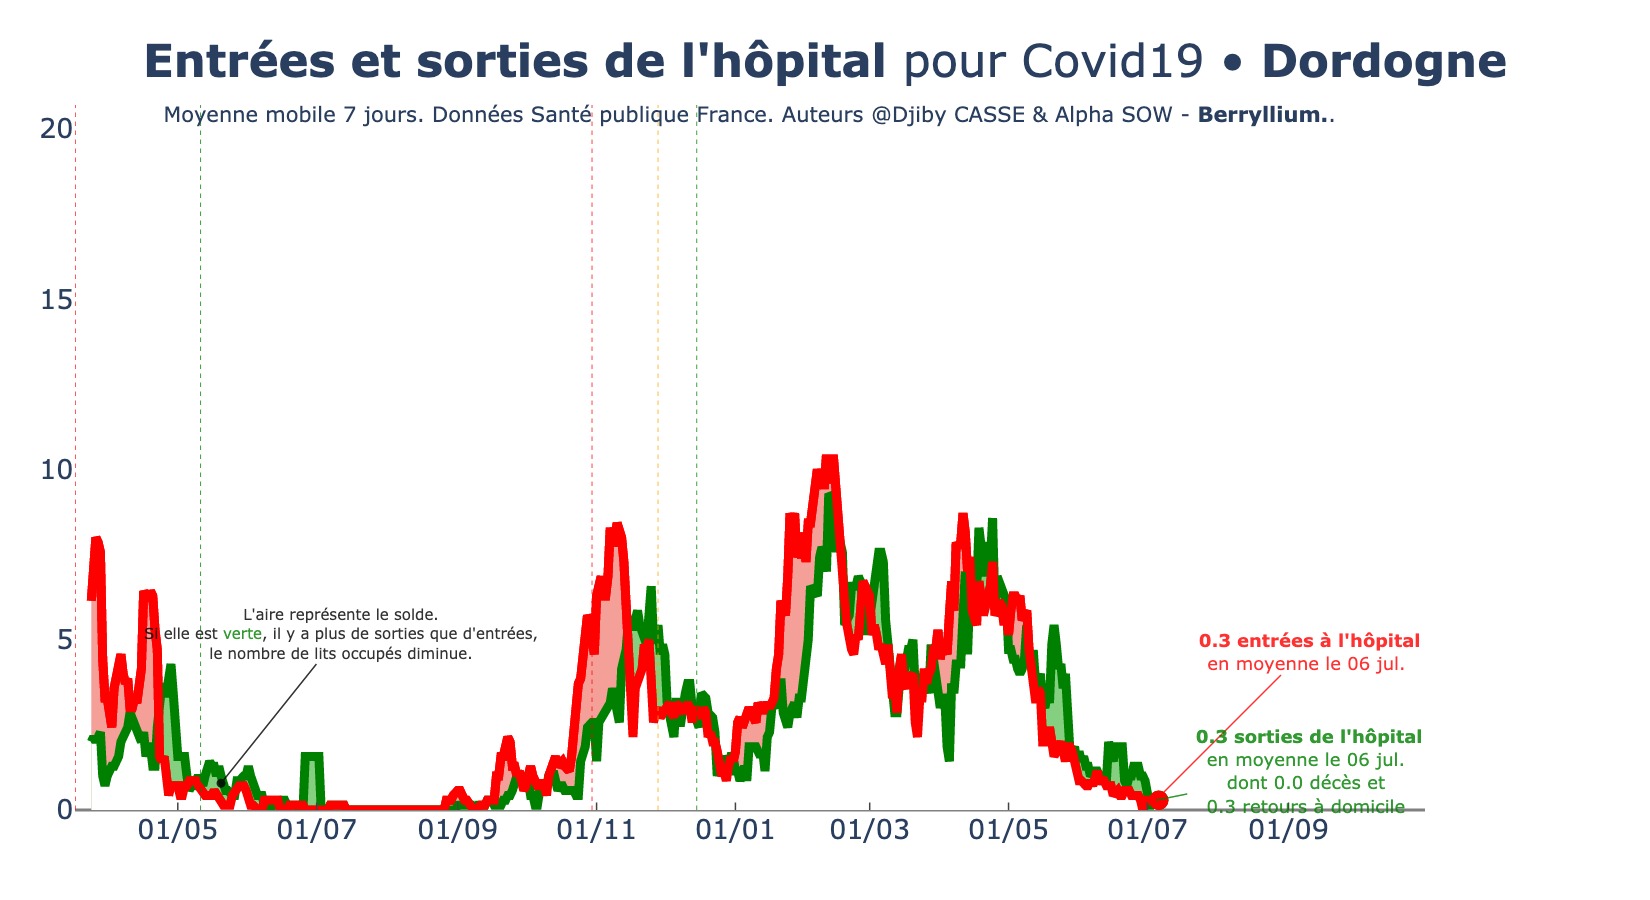 Entrées et sorties de l'hôpital pour Covid19 • Dordogne
Moyenne mobile 7 jours. Données Santé publique France. Auteurs @Djiby CASSE & Alpha SOW - Berryllium..
20
15
10
5
0
L'aire représente le solde.
Si elle est verte, il y a plus de sorties que d'entrées,
le nombre de lits occupés diminue.
0.3 entrées à l'hôpital
en moyenne le 06 jul.
0.3 sorties de l'hôpital
en moyenne le 06 jul.
dont 0.0 décès et
0.3 retours à domicile
01/05 01/07 01/09 01/11 01/01 01/03 01/05 01/07 01/09